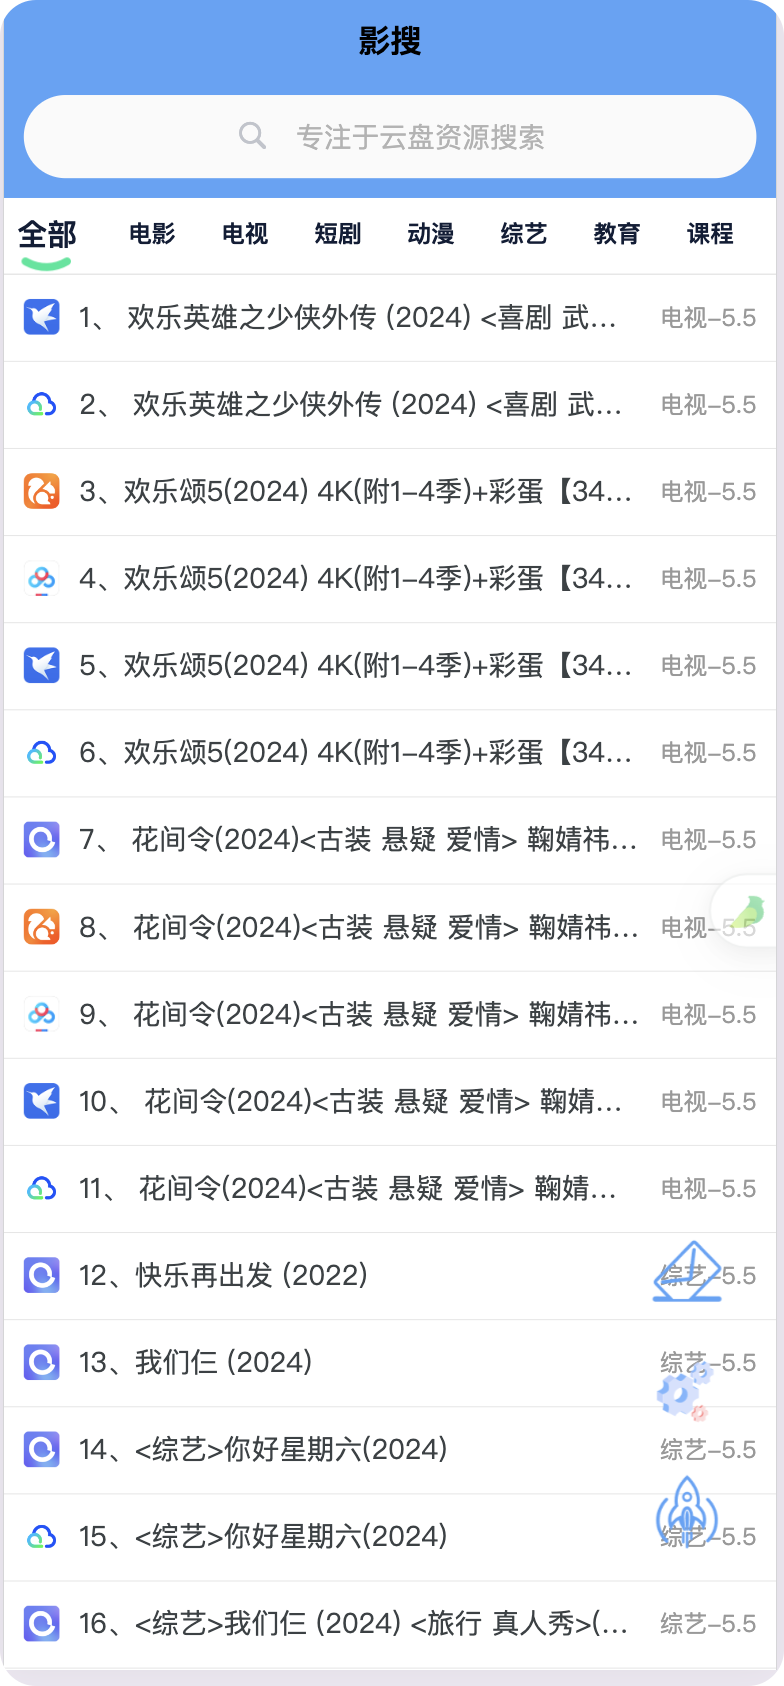 影搜
专注于云盘资源搜索
全部 电影 电视 短剧 动漫 综艺 教育 课程
1、 欢乐英雄之少侠外传 (2024) <喜剧 武... 电视-5.5
2、 欢乐英雄之少侠外传 (2024) <喜剧 武... 电视-5.5
3、欢乐颂5(2024) 4K(附1-4季)+彩蛋【34... 电视-5.5
4、欢乐颂5(2024) 4K(附1-4季)+彩蛋【34... 电视-5.5
5、欢乐颂5(2024) 4K(附1-4季)+彩蛋【34... 电视-5.5
6、欢乐颂5(2024) 4K(附1-4季)+彩蛋【34... 电视-5.5
7、 花间令(2024)<古装 悬疑 爱情> 鞠婧祎... 电视-5.5
8、 花间令(2024)<古装 悬疑 爱情> 鞠婧祎... 电视-5.5
9、 花间令(2024)<古装 悬疑 爱情> 鞠婧祎... 电视-5.5
10、 花间令(2024)<古装 悬疑 爱情> 鞠婧... 电视-5.5
11、 花间令(2024)<古装 悬疑 爱情> 鞠婧... 电视-5.5
12、快乐再出发 (2022) 综艺-5.5
13、我们仨 (2024) 综艺-5.5
14、<综艺>你好星期六(2024) 综艺-5.5
15、<综艺>你好星期六(2024) 综艺-5.5
16、<综艺>我们仨 (2024) <旅行 真人秀>(... 综艺-5.5